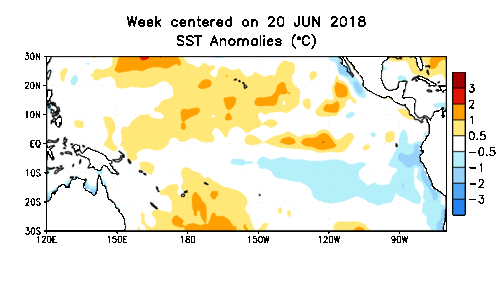 Week centered on 20 JUN 2018
SST Anomalies (°C)
30N
20N
10N
EQ
10S
20S
30S
120E 150E 180 150W 120W 90W
3
2
1
0.5
-0.5
-1
-2
-3